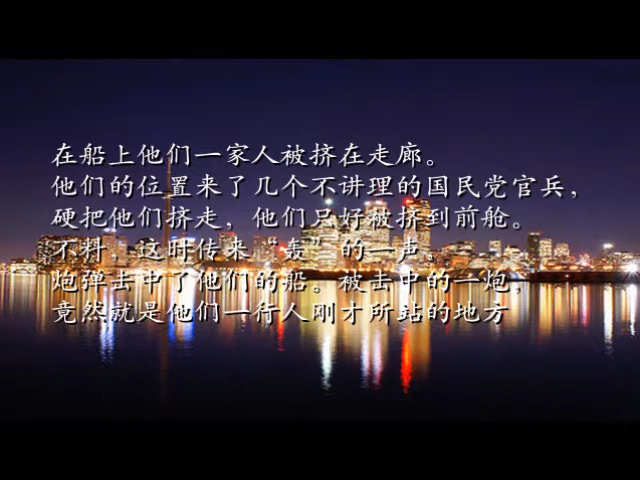 在船上他们一家人被挤在走廊。
他们的位置来了几个不讲理的国民党官兵，
硬把他们挤走，他们只好被挤到前舱。
不料，这时传来“轰”的一声。
炮弹击中了他们的船。被击中的一炮，
竟然就是他们一行人刚才所站的地方